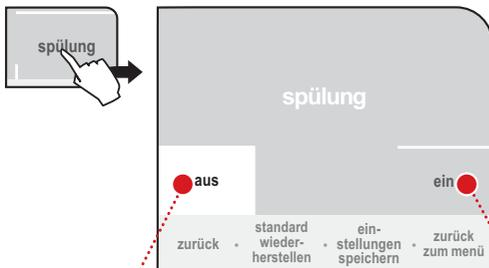 spülung
spülung
aus
ein
zurück • standard wieder- herstellen • ein- stellungen speichern • zurück zum menü